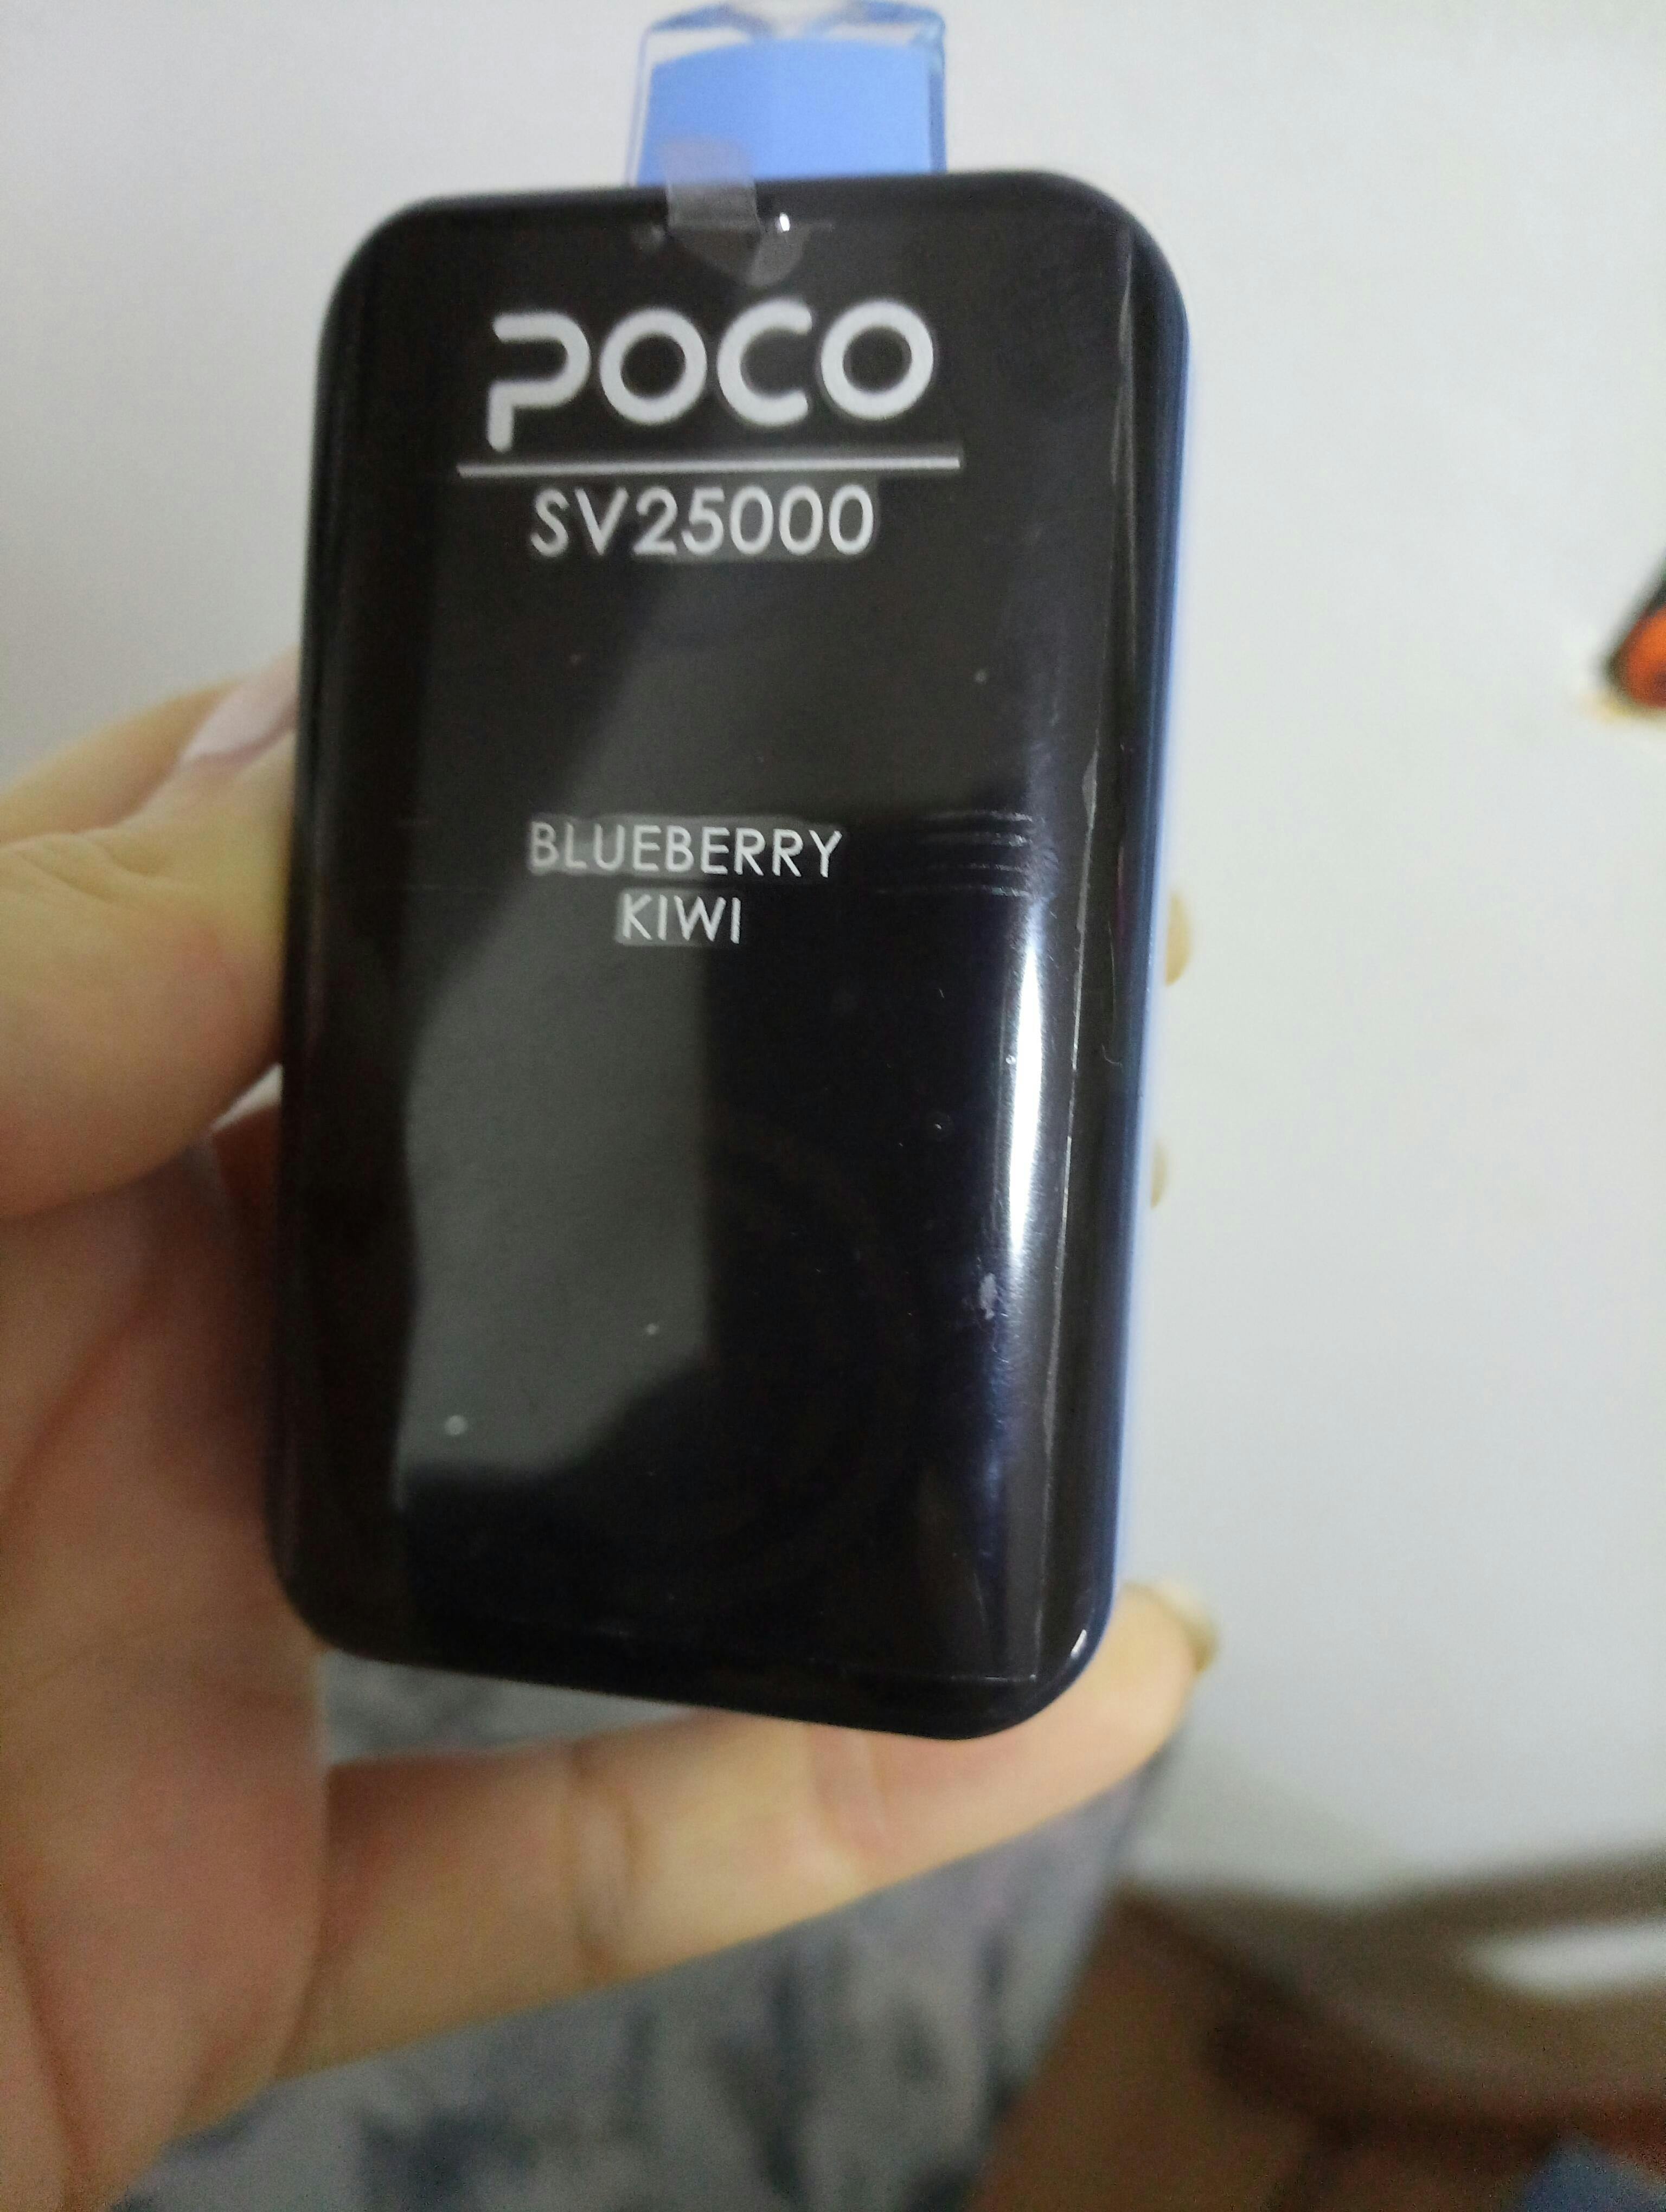 POCO
SV25000
BLUEBERRY
KIWI